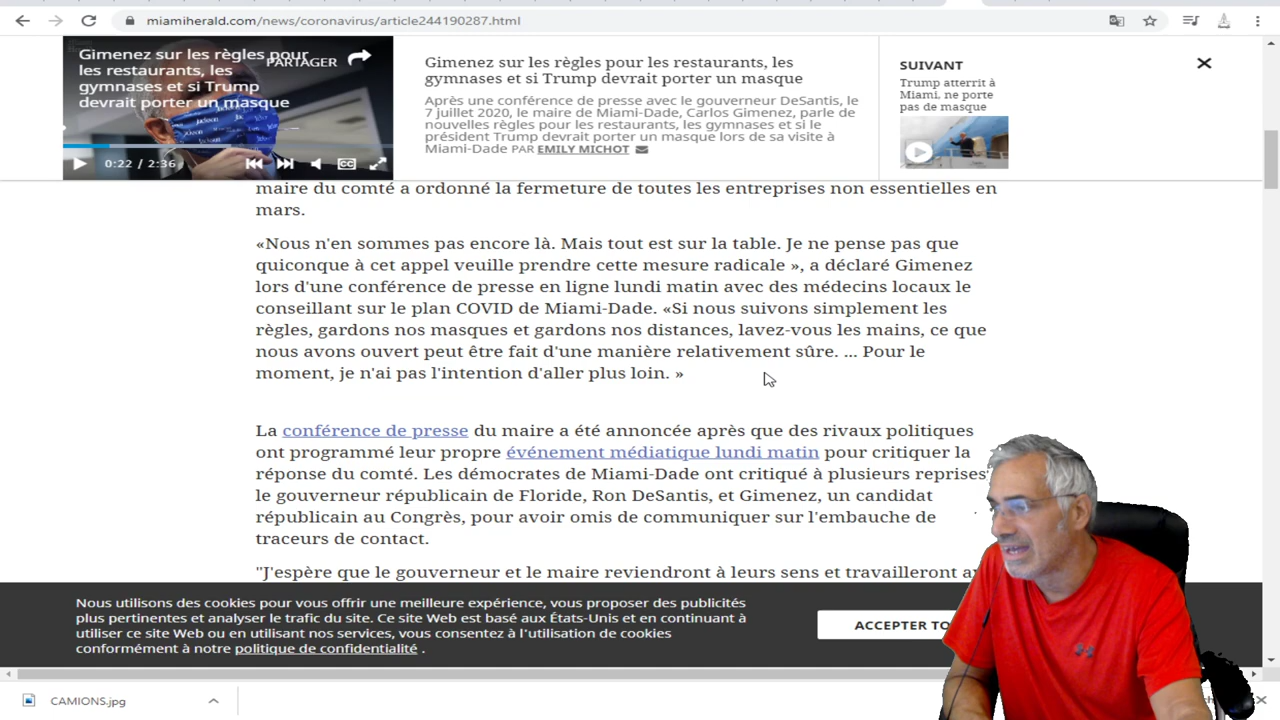 miamiherald.com/news/coronavirus/article244190287.html
Gimenez sur les règles pour
les restaurants, les
gymnases et si Trump
devrait porter un masque
PARTAGER
0:22 / 2:36
CC
Gimenez sur les règles pour les restaurants, les
gymnases et si Trump devrait porter un masque
Après une conférence de presse avec le gouverneur DeSantis, le
7 juillet 2020, le maire de Miami-Dade, Carlos Gimenez, parle de
nouvelles règles pour les restaurants, les gymnases et si le
président Trump devrait porter un masque lors de sa visite à
Miami-Dade PAR EMILY MICHOT
SUIVANT
Trump atterrit à
Miami, ne porte
pas de masque
maire du comté a ordonné la fermeture de toutes les entreprises non essentielles en
mars.
«Nous n'en sommes pas encore là. Mais tout est sur la table. Je ne pense pas que
quiconque à cet appel veuille prendre cette mesure radicale », a déclaré Gimenez
lors d'une conférence de presse en ligne lundi matin avec des médecins locaux le
conseillant sur le plan COVID de Miami-Dade. «Si nous suivons simplement les
règles, gardons nos masques et gardons nos distances, lavez-vous les mains, ce que
nous avons ouvert peut être fait d'une manière relativement sûre. ... Pour le
moment, je n'ai pas l'intention d'aller plus loin. »
La conférence de presse du maire a été annoncée après que des rivaux politiques
ont programmé leur propre événement médiatique lundi matin pour critiquer la
réponse du comté. Les démocrates de Miami-Dade ont critiqué à plusieurs reprises
le gouverneur républicain de Floride, Ron DeSantis, et Gimenez, un candidat
républicain au Congrès, pour avoir omis de communiquer sur l'embauche de
traceurs de contact.
"J'espère que le gouverneur et le maire reviendront à leurs sens et travailleront
Nous utilisons des cookies pour vous offrir une meilleure expérience, vous proposer des publicités
plus pertinentes et analyser le trafic du site. Ce site Web est basé aux États-Unis et en continuant à
utiliser ce site Web ou en utilisant nos services, vous consentez à l'utilisation de cookies
conformément à notre politique de confidentialité .
ACCEPTER TO
CAMIONS.jpg